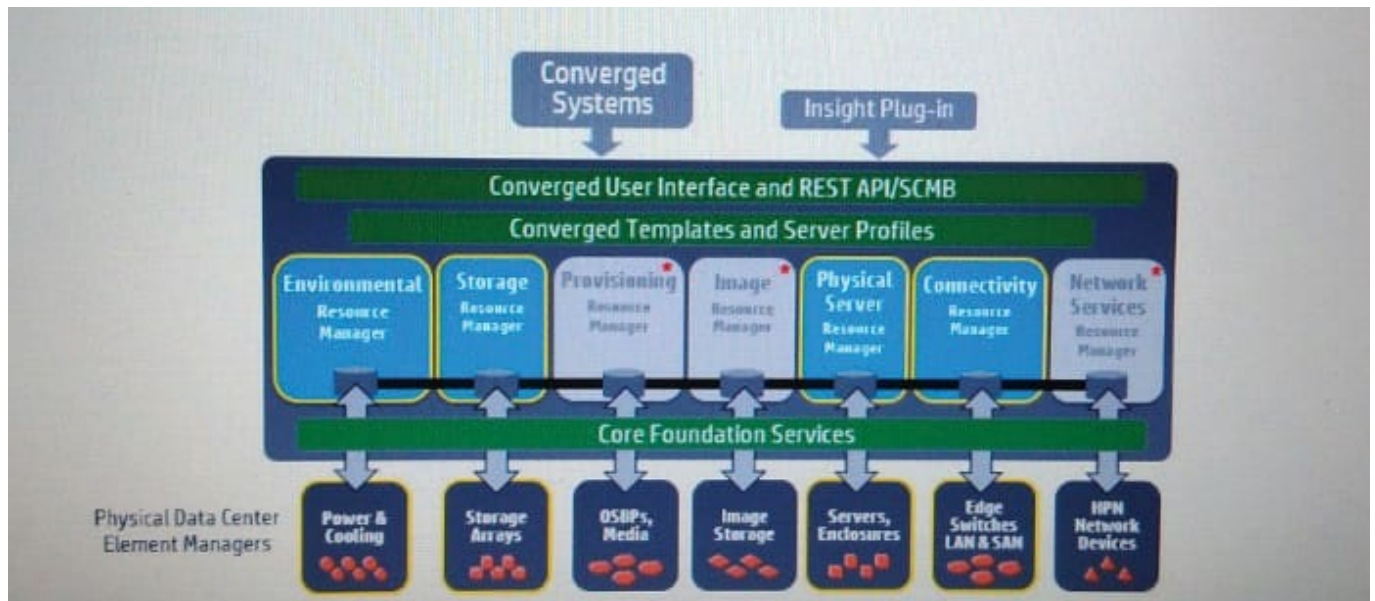 Converged
Systems
Insight Plug-in
Converged User Interface and REST API/SCMB
Converged Templates and Server Profiles
Environmental
Resource
Manager
Storage
Resource
Manager
Provisioning
Resource
Manager
Image
Resource
Manager
Physical
Server
Resource
Manager
Connectivity
Resource
Manager
Network
Services
Resource
Manager
Core Foundation Services
Physical Data Center
Element Managers
Power &
Cooling
Storage
Arrays
OSBPs,
Media
Image
Storage
Servers,
Enclosures
Edge
Switches
LAN & SAN
HPN
Network
Devices